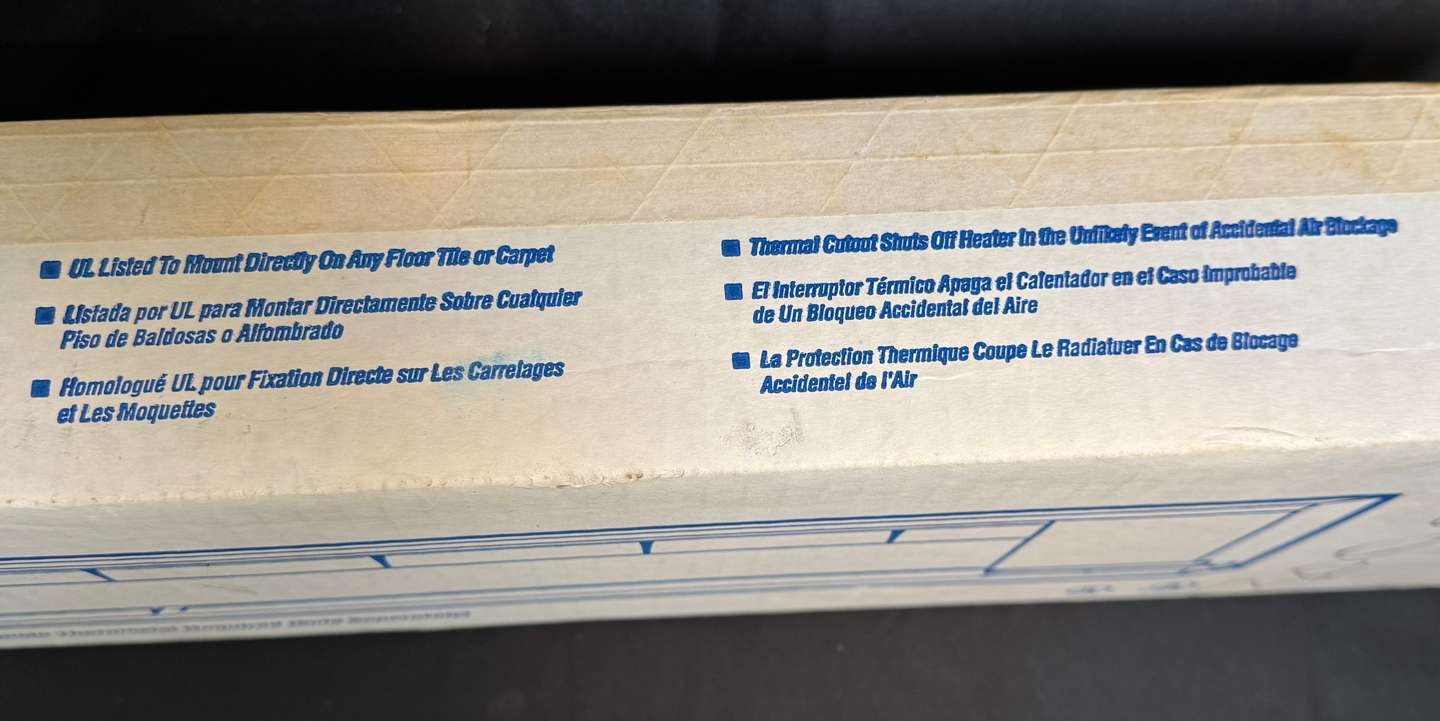 UL Listed To Mount Directly On Any Floor Tile or Carpet
Listada por UL para Montar Directamente Sobre Cualquier
Piso de Baldosas o Alfombrado
Homologué UL pour Fixation Directe sur Les Carrelages
et Les Moquettes
Thermal Cutout Shuts Off Heater In the Unlikely Event of Accidental Air Blockage
El Interruptor Térmico Apaga el Calentador en el Caso Improbable
de Un Bloqueo Accidental del Aire
La Protection Thermique Coupe Le Radiatuer En Cas de Blocage
Accidentel de l'Air